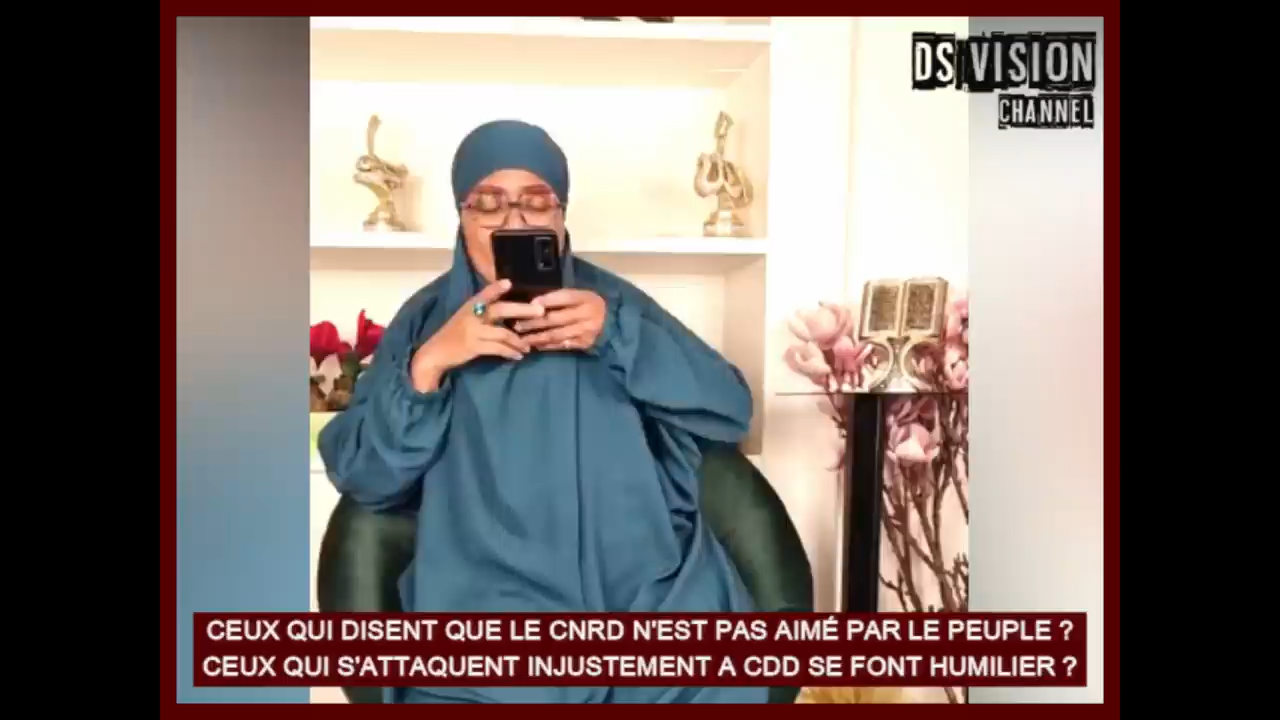 DS VISION
CHANNEL
CEUX QUI DISENT QUE LE CNRD N'EST PAS AIMÉ PAR LE PEUPLE ?
CEUX QUI S'ATTAQUENT INJUSTEMENT A CDD SE FONT HUMILIER ?